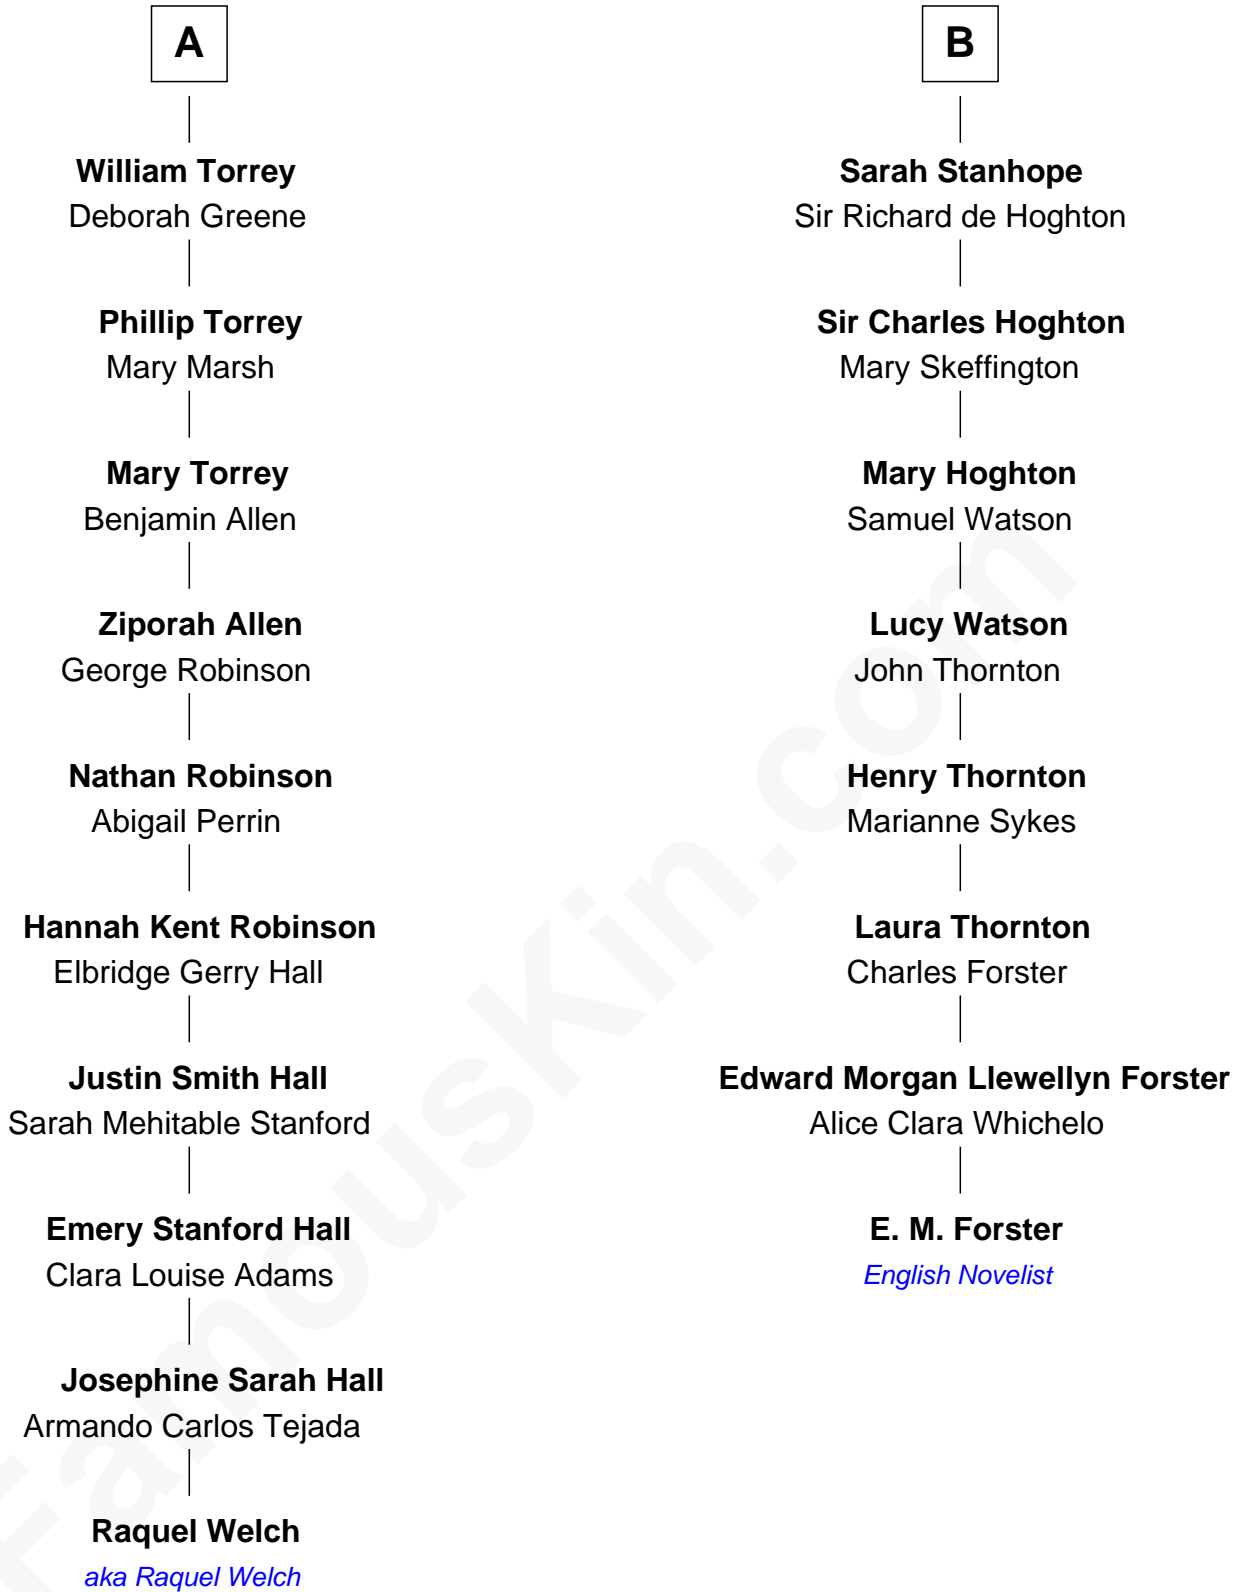 A
William Torrey
Deborah Greene
Phillip Torrey
Mary Marsh
Mary Torrey
Benjamin Allen
Ziporah Allen
George Robinson
Nathan Robinson
Abigail Perrin
Hannah Kent Robinson
Elbridge Gerry Hall
Justin Smith Hall
Sarah Mehitable Stanford
Emery Stanford Hall
Clara Louise Adams
Josephine Sarah Hall
Armando Carlos Tejada
Raquel Welch
aka Raquel Welch
B
Sarah Stanhope
Sir Richard de Hoghton
Sir Charles Hoghton
Mary Skeffington
Mary Hoghton
Samuel Watson
Lucy Watson
John Thornton
Henry Thornton
Marianne Sykes
Laura Thornton
Charles Forster
Edward Morgan Llewellyn Forster
Alice Clara Whichelo
E. M. Forster
English Novelist
FamousKin.com